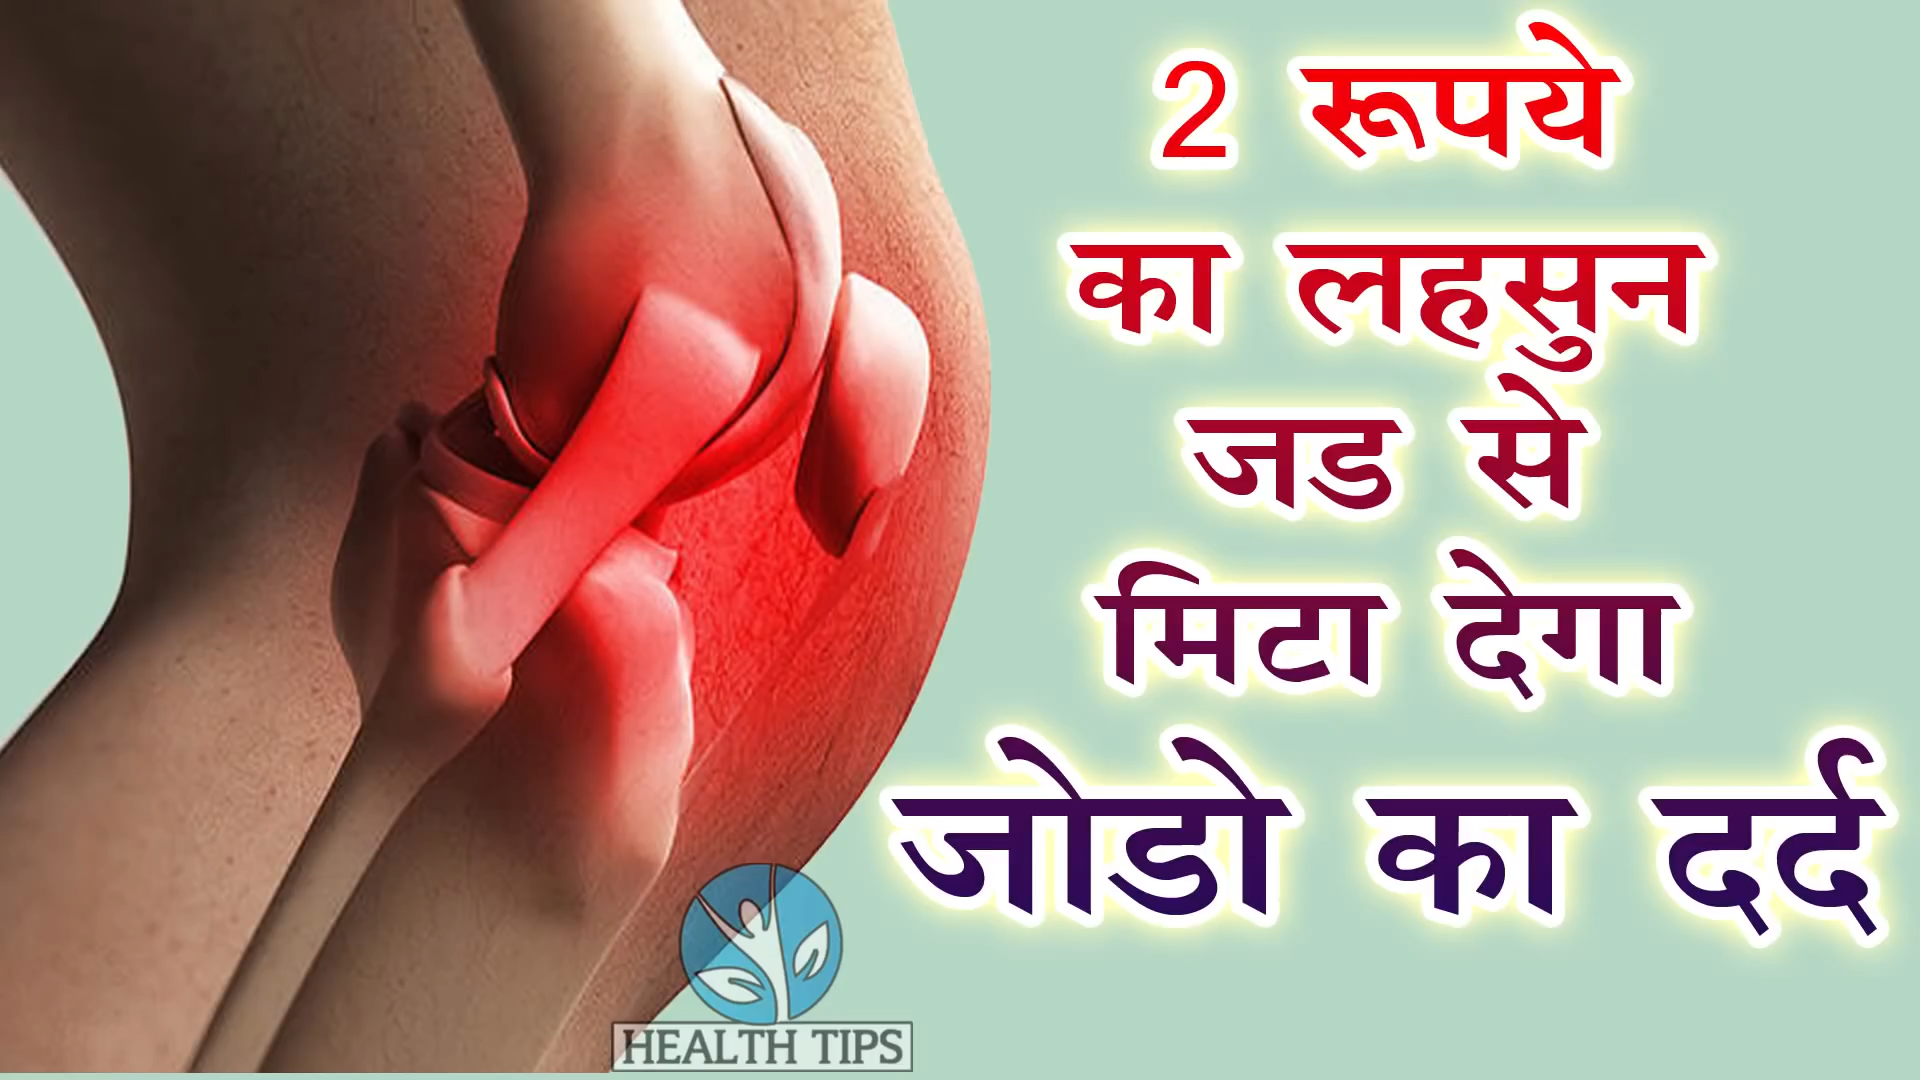 2 रूपये
का लहसुन
जड से
मिटा देगा
जोडो का दर्द
HEALTH TIPS